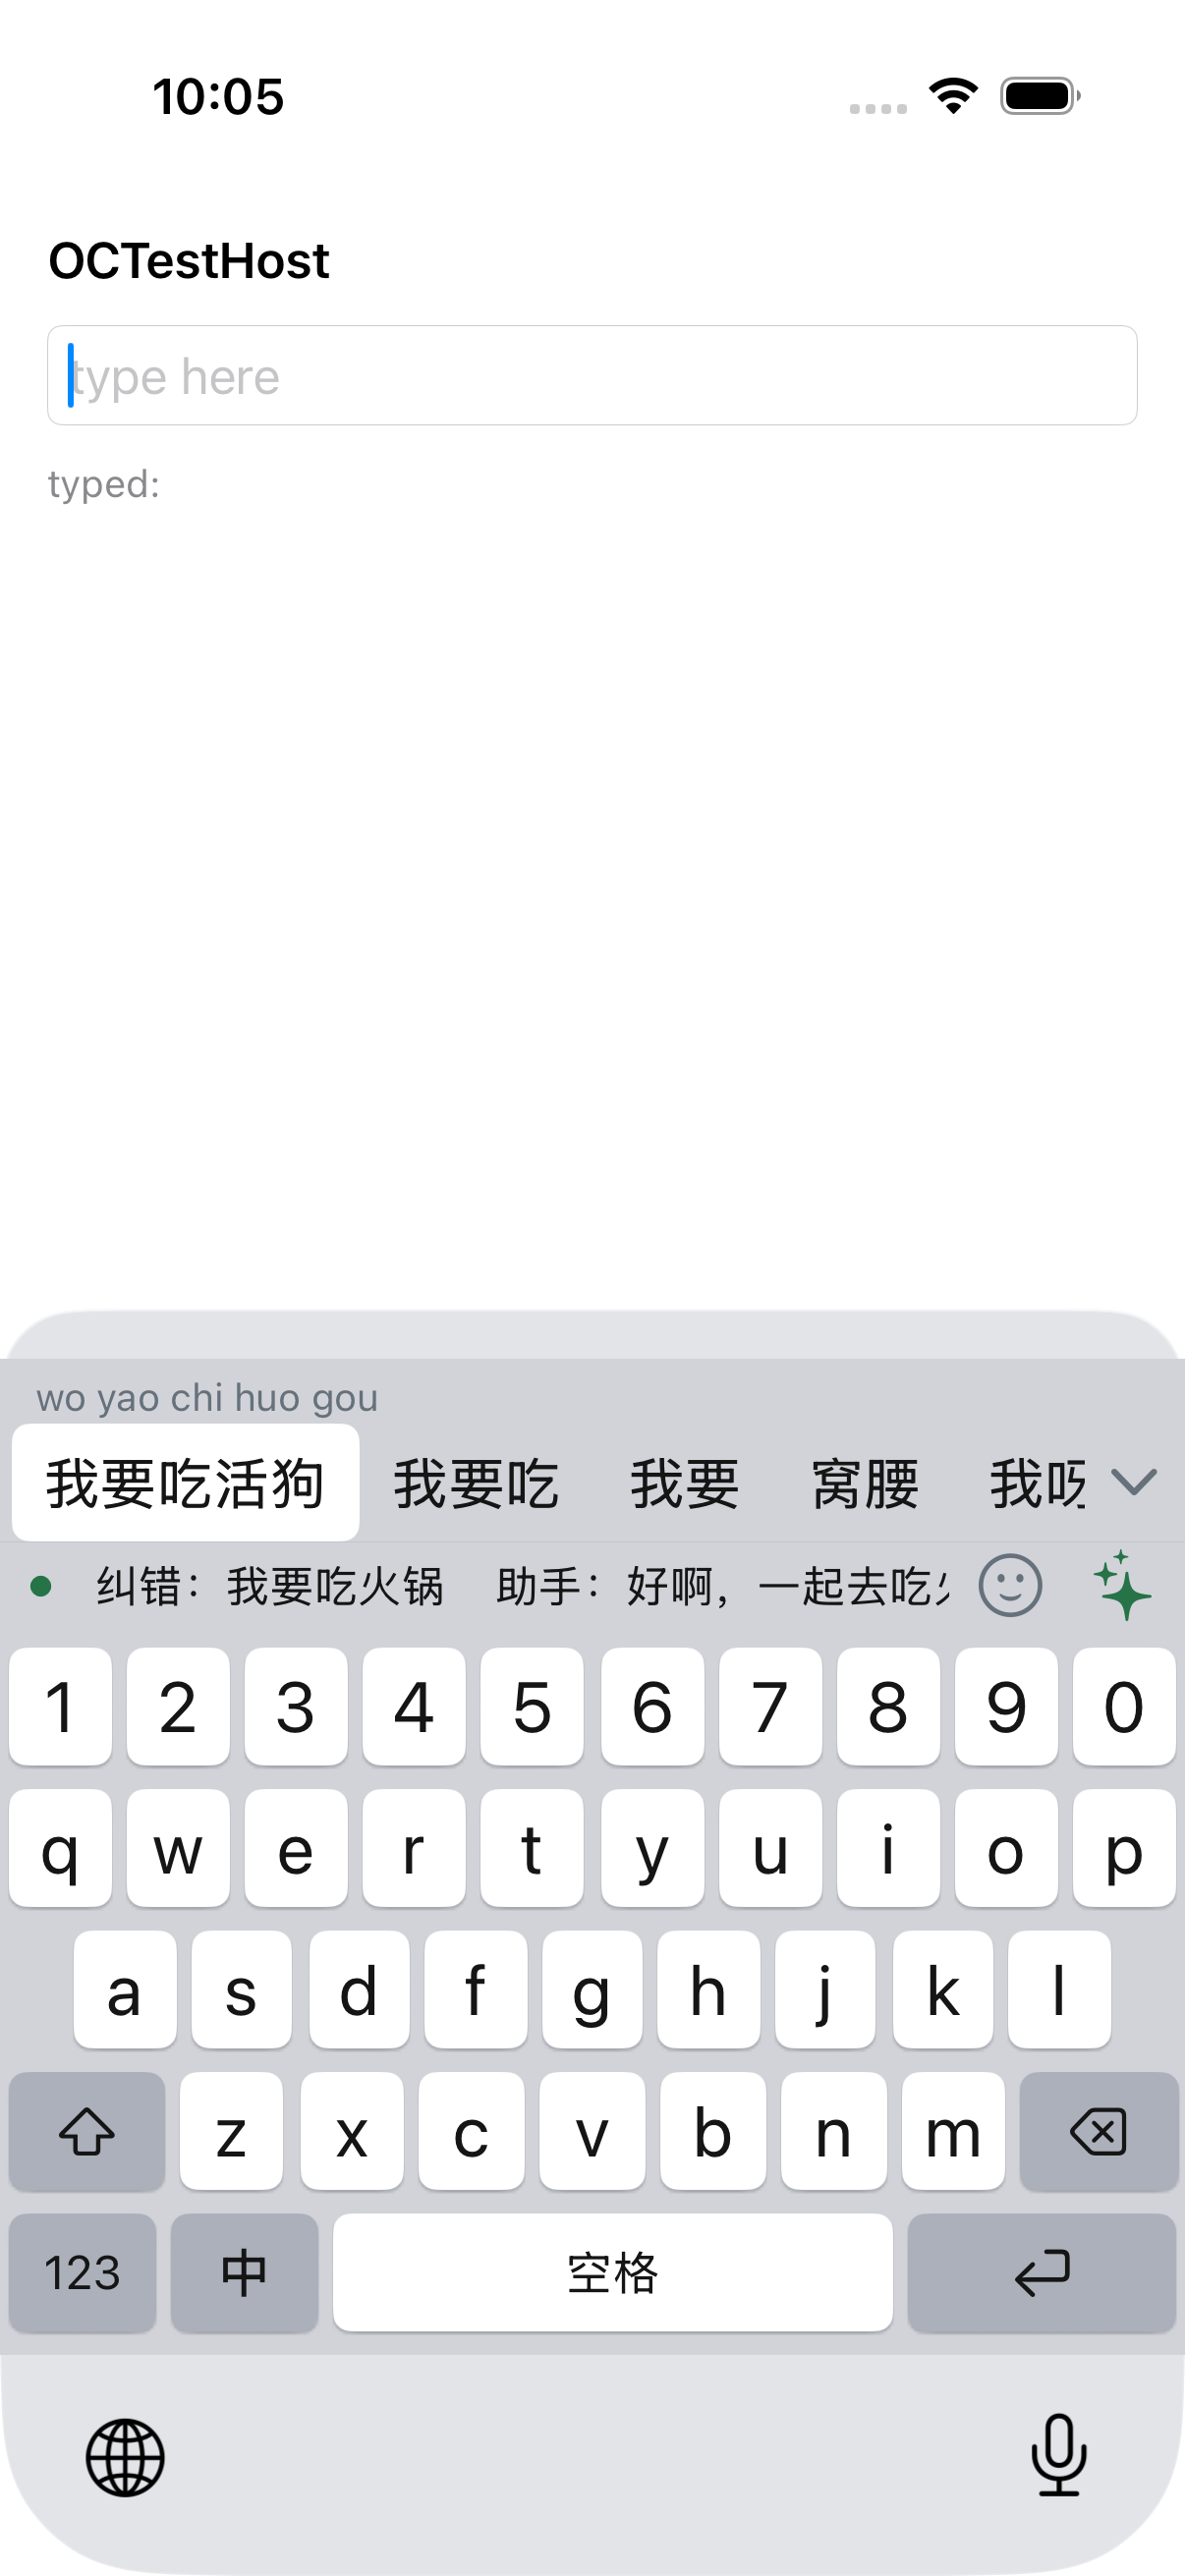 10:05
OCTestHost
type here
typed:
wo yao chi huo gou
我要吃活狗 我要吃 我要 窝腰 我
纠错：我要吃火锅 助手：好啊，一起去吃
1 2 3 4 5 6 7 8 9 0
q w e r t y u i o p
a s d f g h j k l
z x c v b n m
123 中 空格